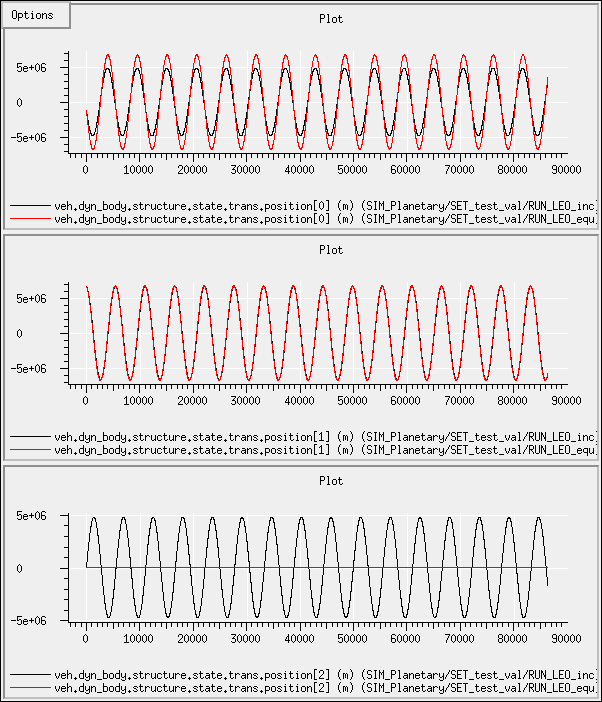 Options
Plot
5e+06
0
-5e+06
0 10000 20000 30000 40000 50000 60000 70000 80000 90000
veh.dyn_body.structure.state.trans.position[0] (m) (SIM_Planetary/SET_test_val/RUN_LEO_inc
veh.dyn_body.structure.state.trans.position[0] (m) (SIM_Planetary/SET_test_val/RUN_LEO_equ
Plot
5e+06
0
-5e+06
0 10000 20000 30000 40000 50000 60000 70000 80000 90000
veh.dyn_body.structure.state.trans.position[1] (m) (SIM_Planetary/SET_test_val/RUN_LEO_inc
veh.dyn_body.structure.state.trans.position[1] (m) (SIM_Planetary/SET_test_val/RUN_LEO_equ
Plot
5e+06
0
-5e+06
0 10000 20000 30000 40000 50000 60000 70000 80000 90000
veh.dyn_body.structure.state.trans.position[2] (m) (SIM_Planetary/SET_test_val/RUN_LEO_inc
veh.dyn_body.structure.state.trans.position[2] (m) (SIM_Planetary/SET_test_val/RUN_LEO_equ